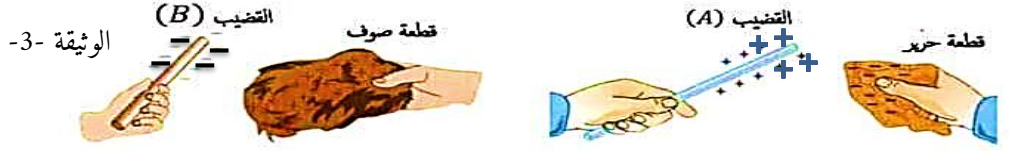 القضيب (A)
قطعة حرير
القضيب (B)
قطعة صوف
الوثيقة -3-